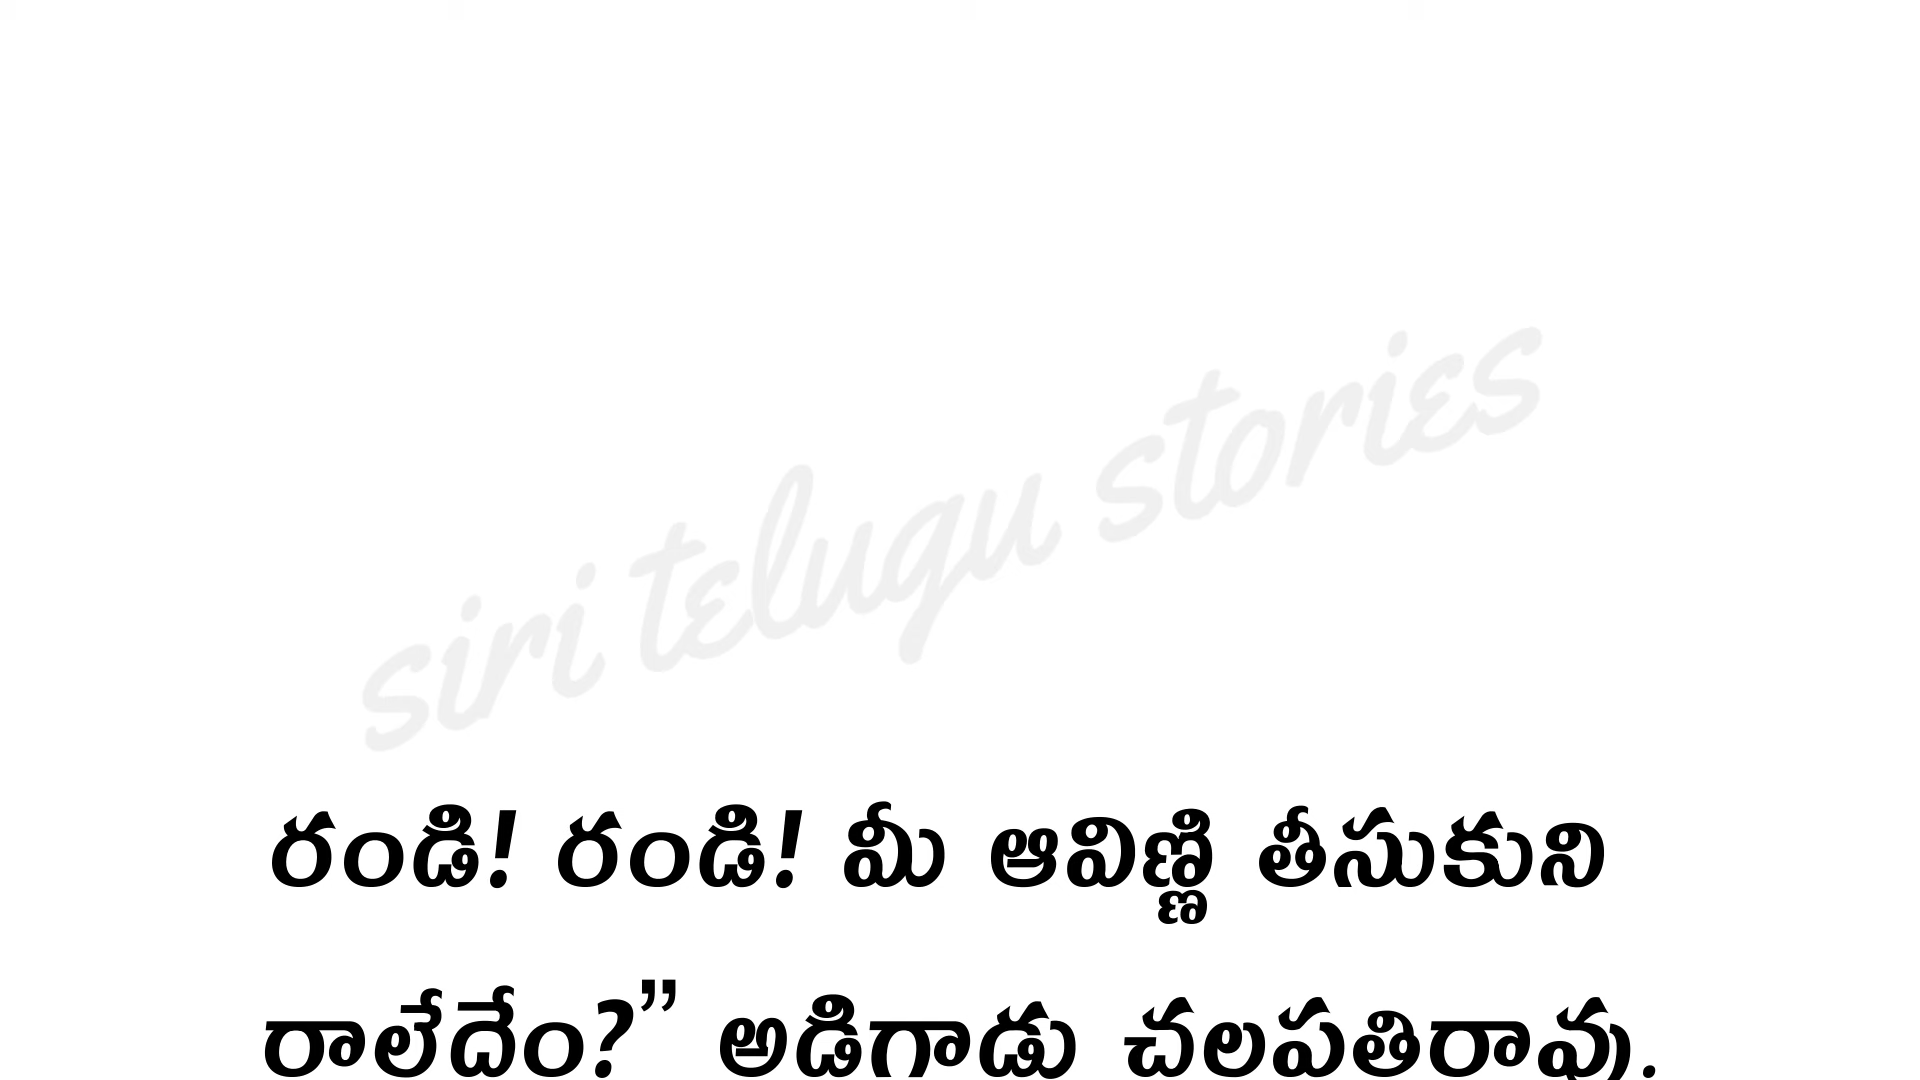 siri telugu stories
రండి! రండి! మీ ఆవిణ్ణి తీసుకుని
రాలేదేం?” అడిగాడు చలపతిరావు.